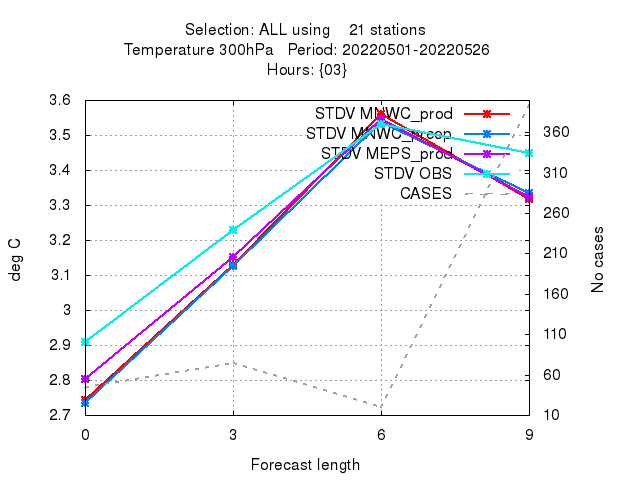 Selection: ALL using 21 stations
Temperature 300hPa Period: 20220501-20220526
Hours: {03}
3.6
3.5
3.4
3.3
3.2
3.1
3
2.9
2.8
2.7
deg C
STDV MNWC_prod
STDV MNWC_preop
STDV MEPS_prod
STDV OBS
CASES
360
310
260
210
160
110
60
10
No cases
0 3 6 9
Forecast length